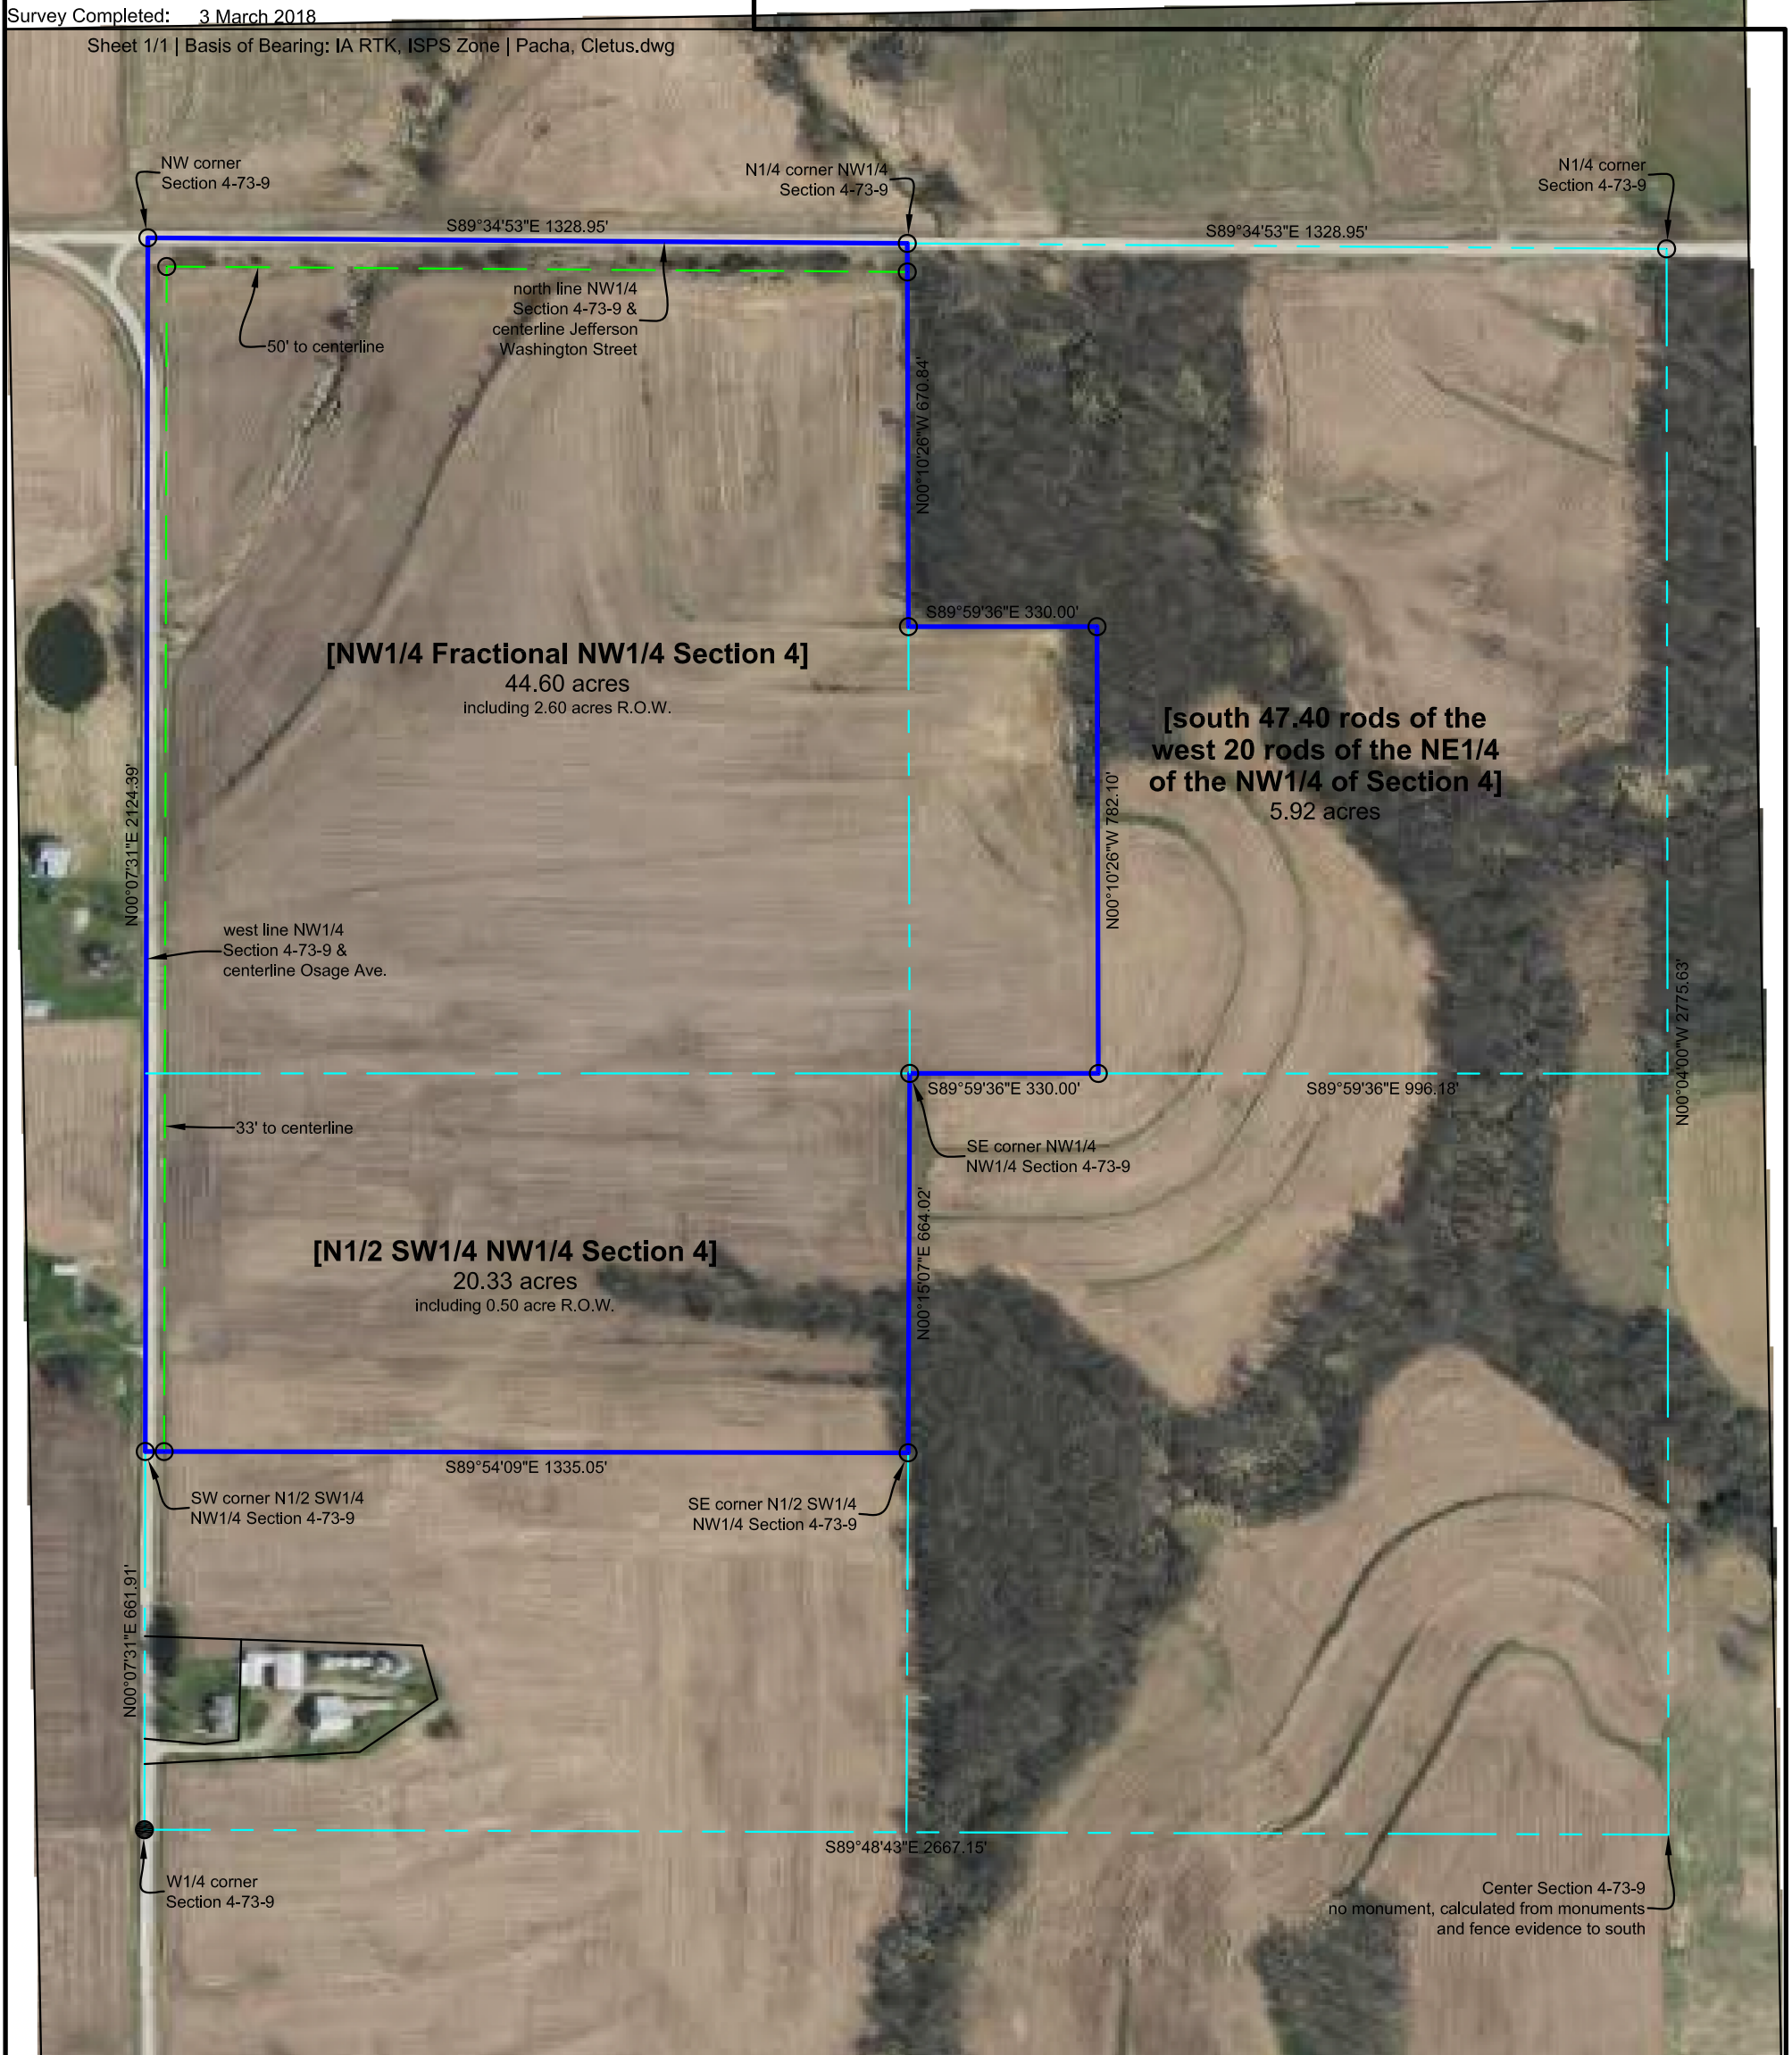 Survey Completed: 3 March 2018
Sheet 1/1 | Basis of Bearing: IA RTK, ISPS Zone | Pacha, Cletus.dwg
NW corner
Section 4-73-9
N1/4 corner NW1/4
Section 4-73-9
N1/4 corner
Section 4-73-9
S89°34'53"E 1328.95'
S89°34'53"E 1328.95'
north line NW1/4
Section 4-73-9 &
centerline Jefferson
Washington Street
50' to centerline
N00°10'26"W 670.84'
S89°59'36"E 330.00'
[NW1/4 Fractional NW1/4 Section 4]
44.60 acres
including 2.60 acres R.O.W.
[south 47.40 rods of the
west 20 rods of the NE1/4
of the NW1/4 of Section 4]
5.92 acres
N00°07'31"E 2124.39'
N00°10'26"W 782.10'
west line NW1/4
Section 4-73-9 &
centerline Osage Ave.
N00°04'00"W 2775.63'
S89°59'36"E 330.00'
S89°59'36"E 996.18'
33' to centerline
SE corner NW1/4
NW1/4 Section 4-73-9
N00°15'07"E 664.02'
[N1/2 SW1/4 NW1/4 Section 4]
20.33 acres
including 0.50 acre R.O.W.
S89°54'09"E 1335.05'
SW corner N1/2 SW1/4
NW1/4 Section 4-73-9
SE corner N1/2 SW1/4
NW1/4 Section 4-73-9
N00°07'31"E 661.91'
S89°48'43"E 2667.15'
W1/4 corner
Section 4-73-9
Center Section 4-73-9
no monument, calculated from monuments
and fence evidence to south